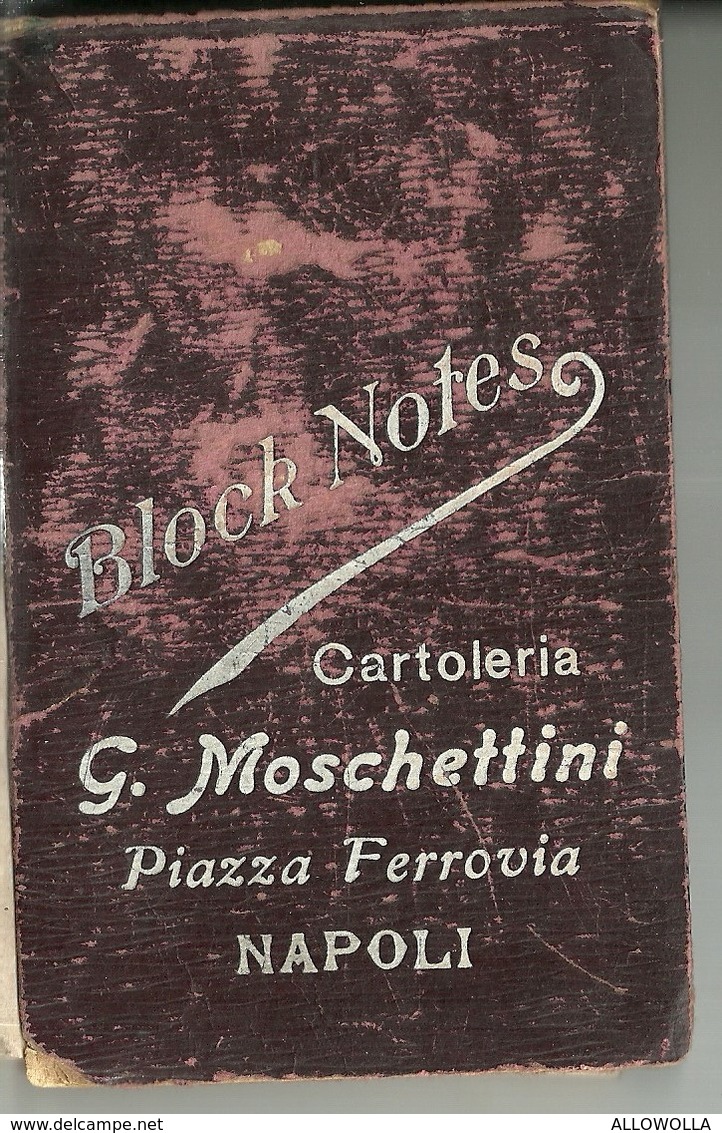 Block Notes
Cartoleria
G. Moschettini
Piazza Ferrovia
NAPOLI
www.delcampe.net
ALLOWOLLA